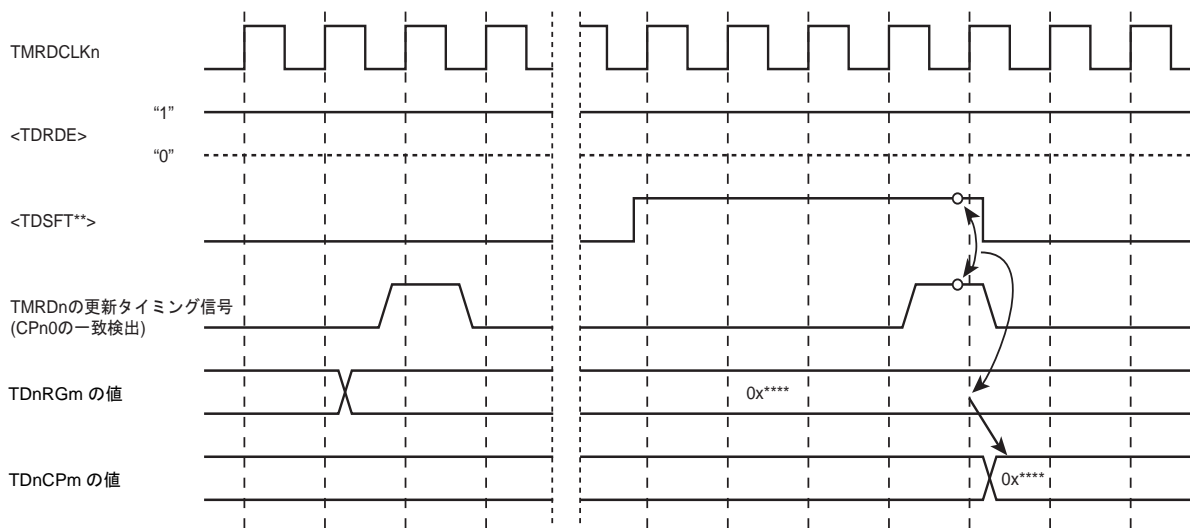 TMRDCLKn
“1”
<TDRDE>
“0”
<TDSFT**>
TMRDnの更新タイミング信号
(CPn0の一致検出)
TDnRGm の値
0x****
TDnCPm の値
0x****